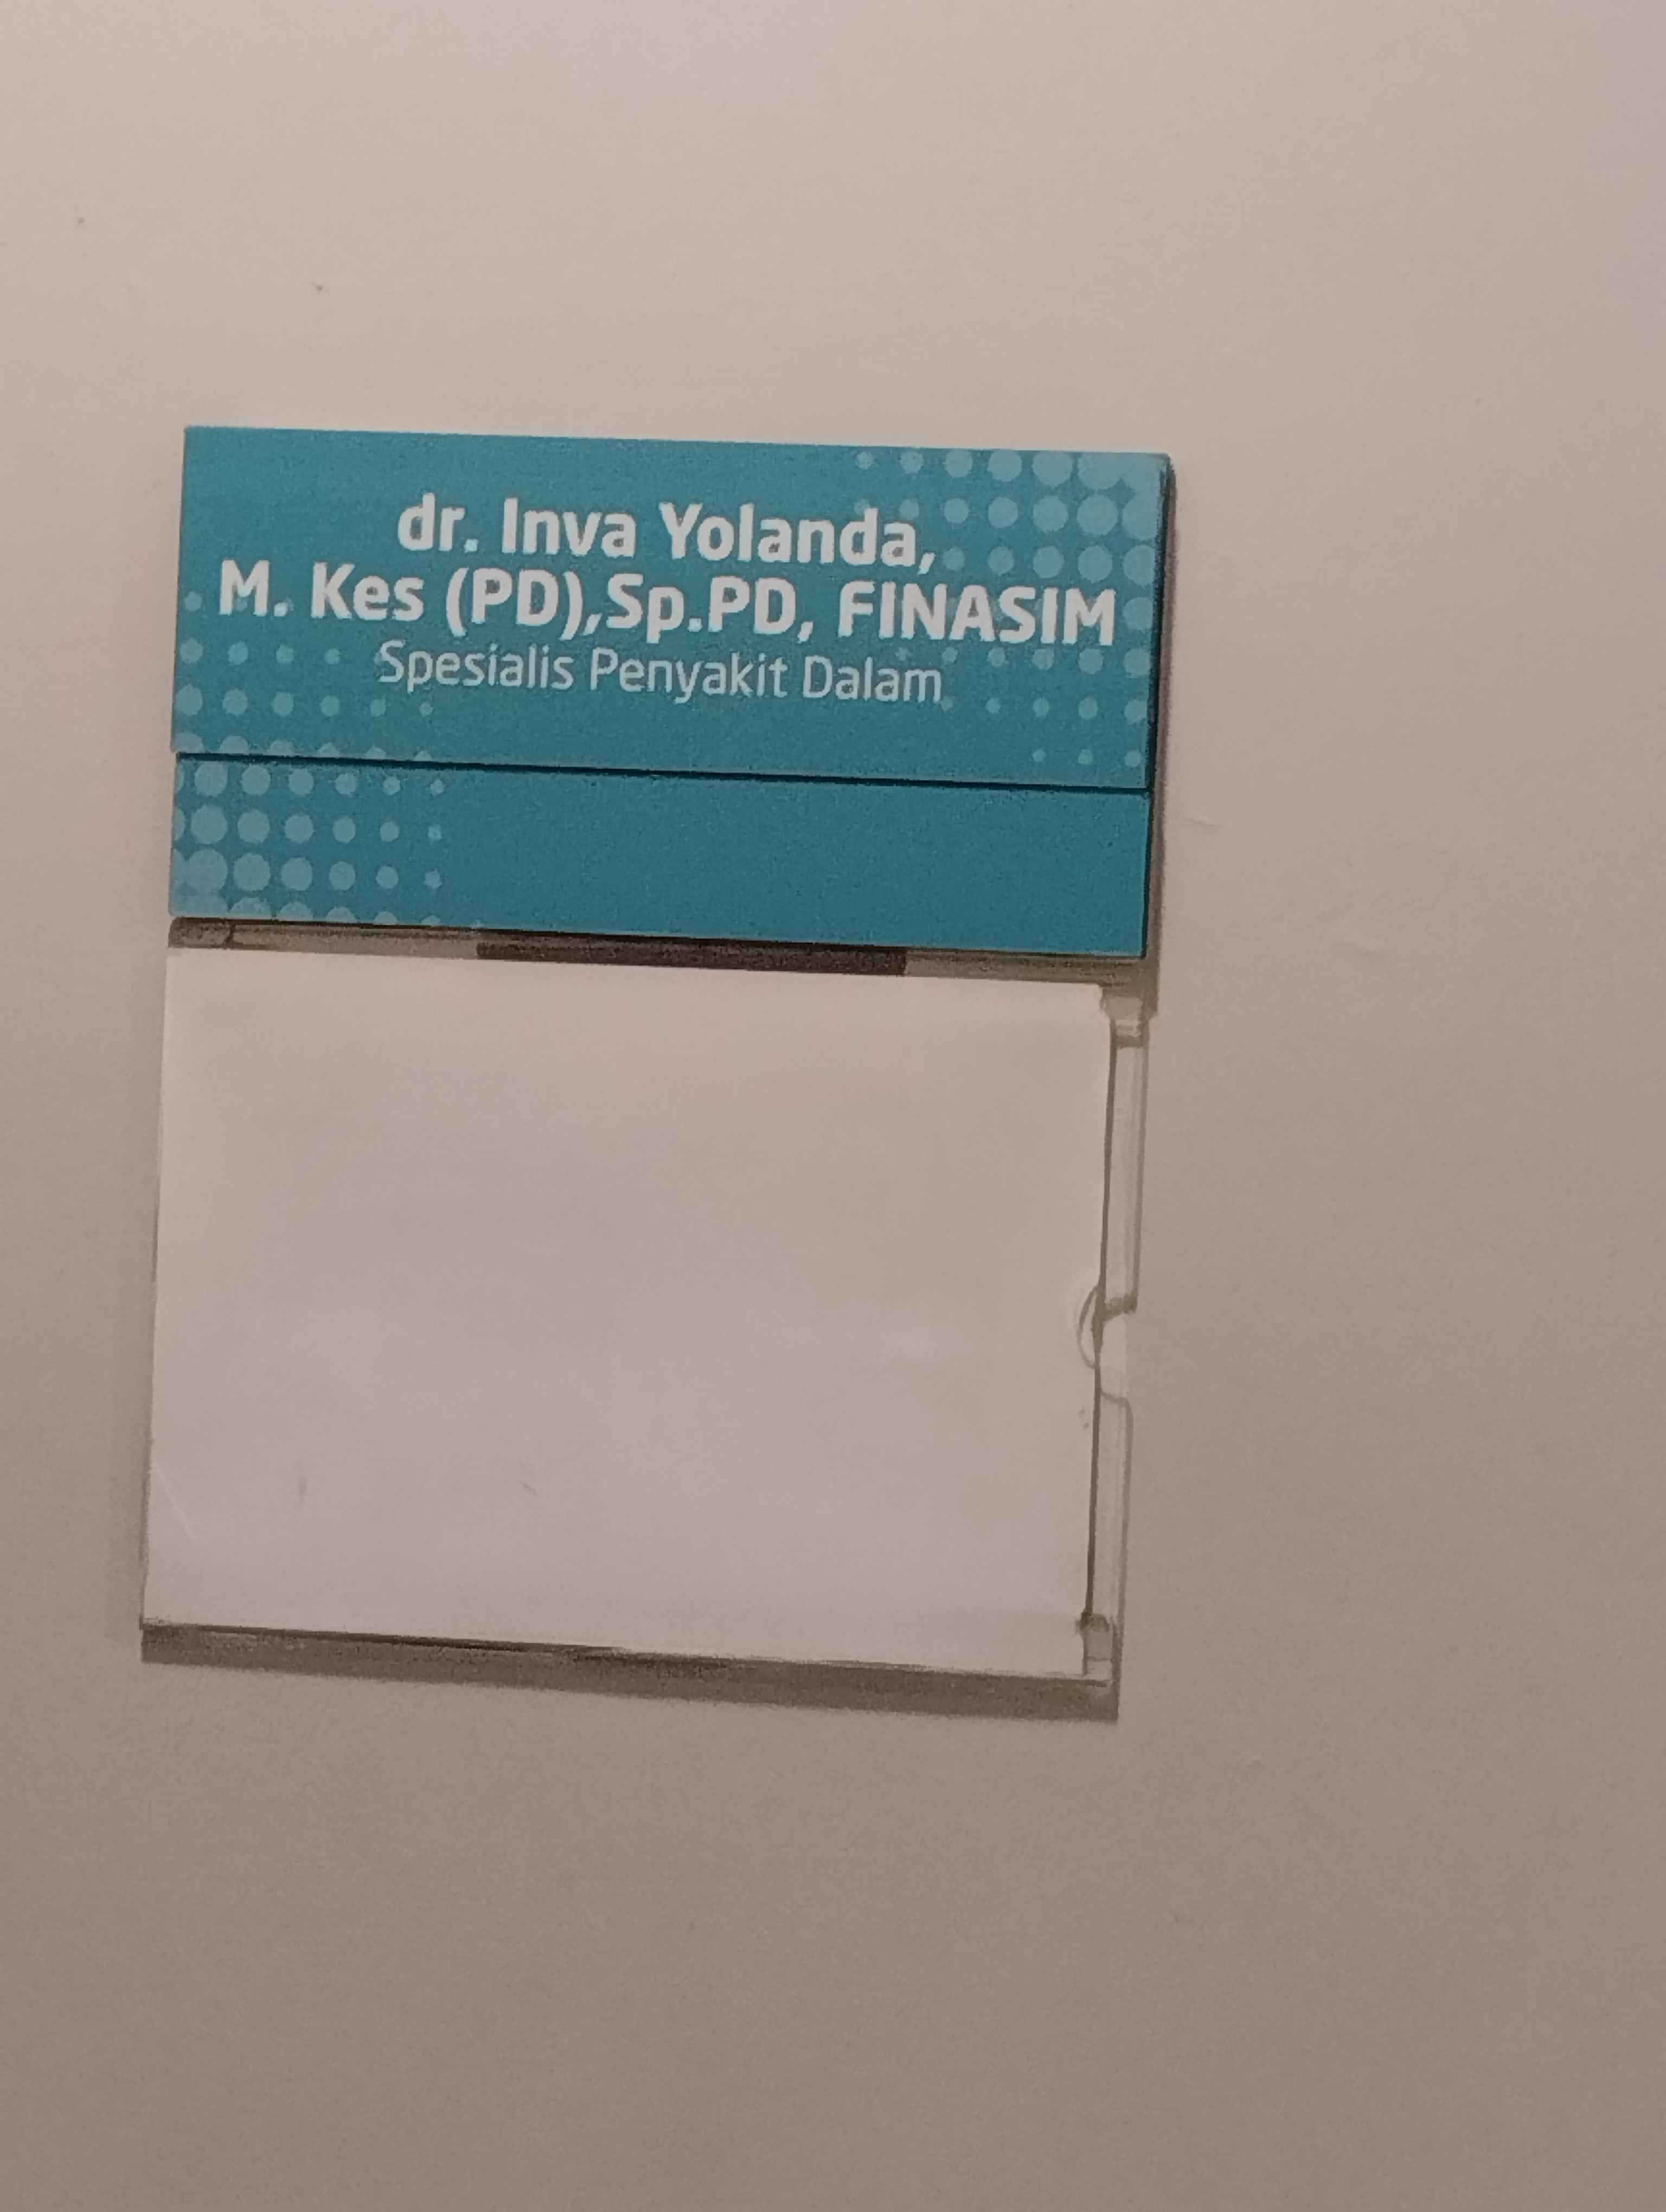 dr. Inva Yolanda,
M. Kes (PD),Sp.PD, FINASIM
Spesialis Penyakit Dalam